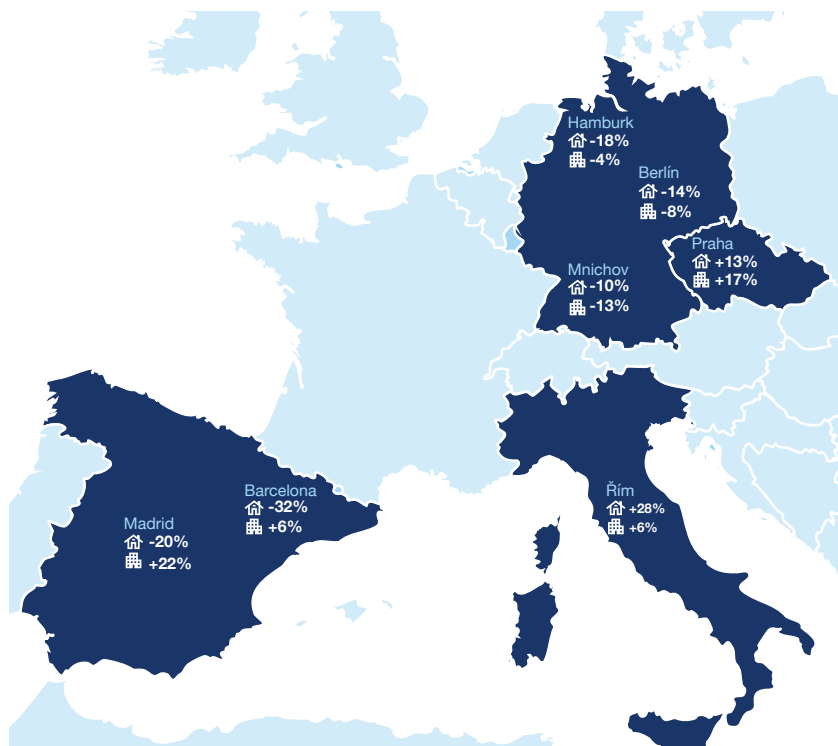 Hamburk
-18%
-4%
Berlín
-14%
-8%
Praha
+13%
+17%
Mnichov
-10%
-13%
Barcelona
-32%
+6%
Madrid
-20%
+22%
Řím
+28%
+6%